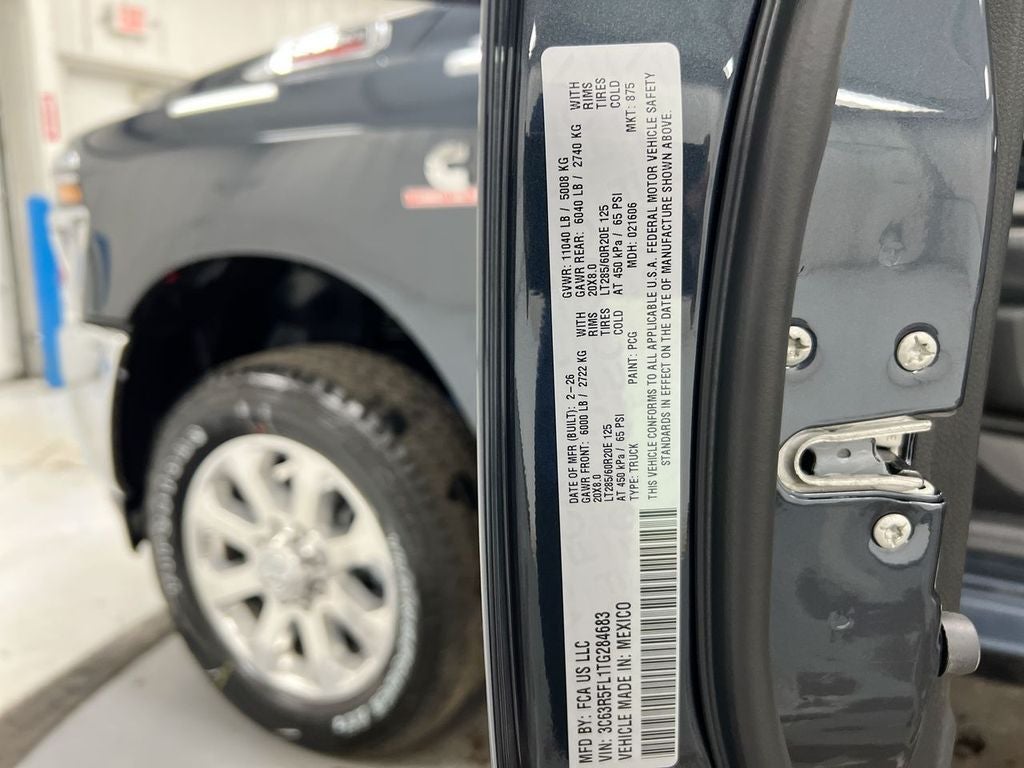 MFD BY: FCA US LLC
VIN: 3C63R5FL1TG284683
VEHICLE MADE IN: MEXICO
DATE OF MFR (BUILT): 2-26
GAWR FRONT: 6000 LB / 2722 KG
WITH
20X8.0
RIMS
LT285/60R20E 125
TIRES
AT 450 kPa / 65 PSI
COLD
TYPE: TRUCK
PAINT: PCG
GVWR: 11040 LB / 5008 KG
GAWR REAR: 6040 LB / 2740 KG
WITH
20X8.0
RIMS
LT285/60R20E 125
TIRES
AT 450 kPa / 65 PSI
COLD
MDH: 021606
MKT: 875
THIS VEHICLE CONFORMS TO ALL APPLICABLE U.S.A. FEDERAL MOTOR VEHICLE SAFETY
STANDARDS IN EFFECT ON THE DATE OF MANUFACTURE SHOWN ABOVE.